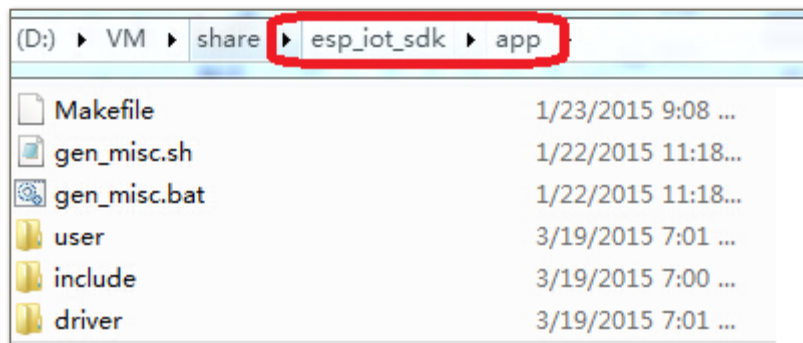 (D:) ▸ VM ▸ share ▸ esp_iot_sdk ▸ app
Makefile 1/23/2015 9:08 ...
gen_misc.sh 1/22/2015 11:18...
gen_misc.bat 1/22/2015 11:18...
user 3/19/2015 7:01 ...
include 3/19/2015 7:00 ...
driver 3/19/2015 7:01 ...